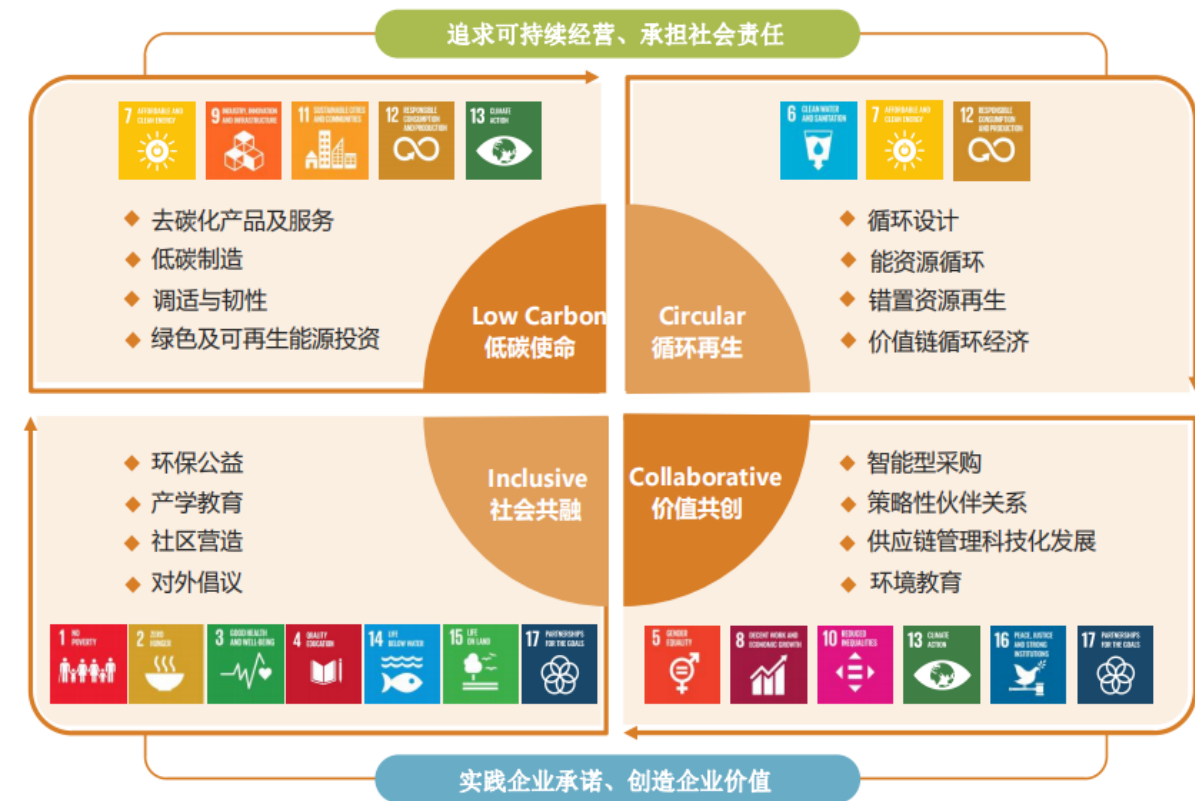 追求可持续经营、承担社会责任
7 AFFORDABLE AND
CLEAN ENERGY
9 INDUSTRY, INNOVATION
AND INFRASTRUCTURE
11 SUSTAINABLE CITIES
AND COMMUNITIES
12 RESPONSIBLE
CONSUMPTION
AND PRODUCTION
13 CLIMATE
ACTION
去碳化产品及服务
低碳制造
调适与韧性
绿色及可再生能源投资
Low Carbon
低碳使命
6 CLEAN WATER
AND SANITATION
7 AFFORDABLE AND
CLEAN ENERGY
12 RESPONSIBLE
CONSUMPTION
AND PRODUCTION
Circular
循环再生
循环设计
能资源循环
错置资源再生
价值链循环经济
环保公益
产学教育
社区营造
对外倡议
Inclusive
社会共融
1 NO
POVERTY
2 ZERO
HUNGER
3 GOOD HEALTH
AND WELL-BEING
4 QUALITY
EDUCATION
14 LIFE
BELOW WATER
15 LIFE
ON LAND
17 PARTNERSHIPS
FOR THE GOALS
Collaborative
价值共创
智能型采购
策略性伙伴关系
供应链管理科技化发展
环境教育
5 GENDER
EQUALITY
8 DECENT WORK AND
ECONOMIC GROWTH
10 REDUCED
INEQUALITIES
13 CLIMATE
ACTION
16 PEACE, JUSTICE
AND STRONG
INSTITUTIONS
17 PARTNERSHIPS
FOR THE GOALS
实践企业承诺、创造企业价值